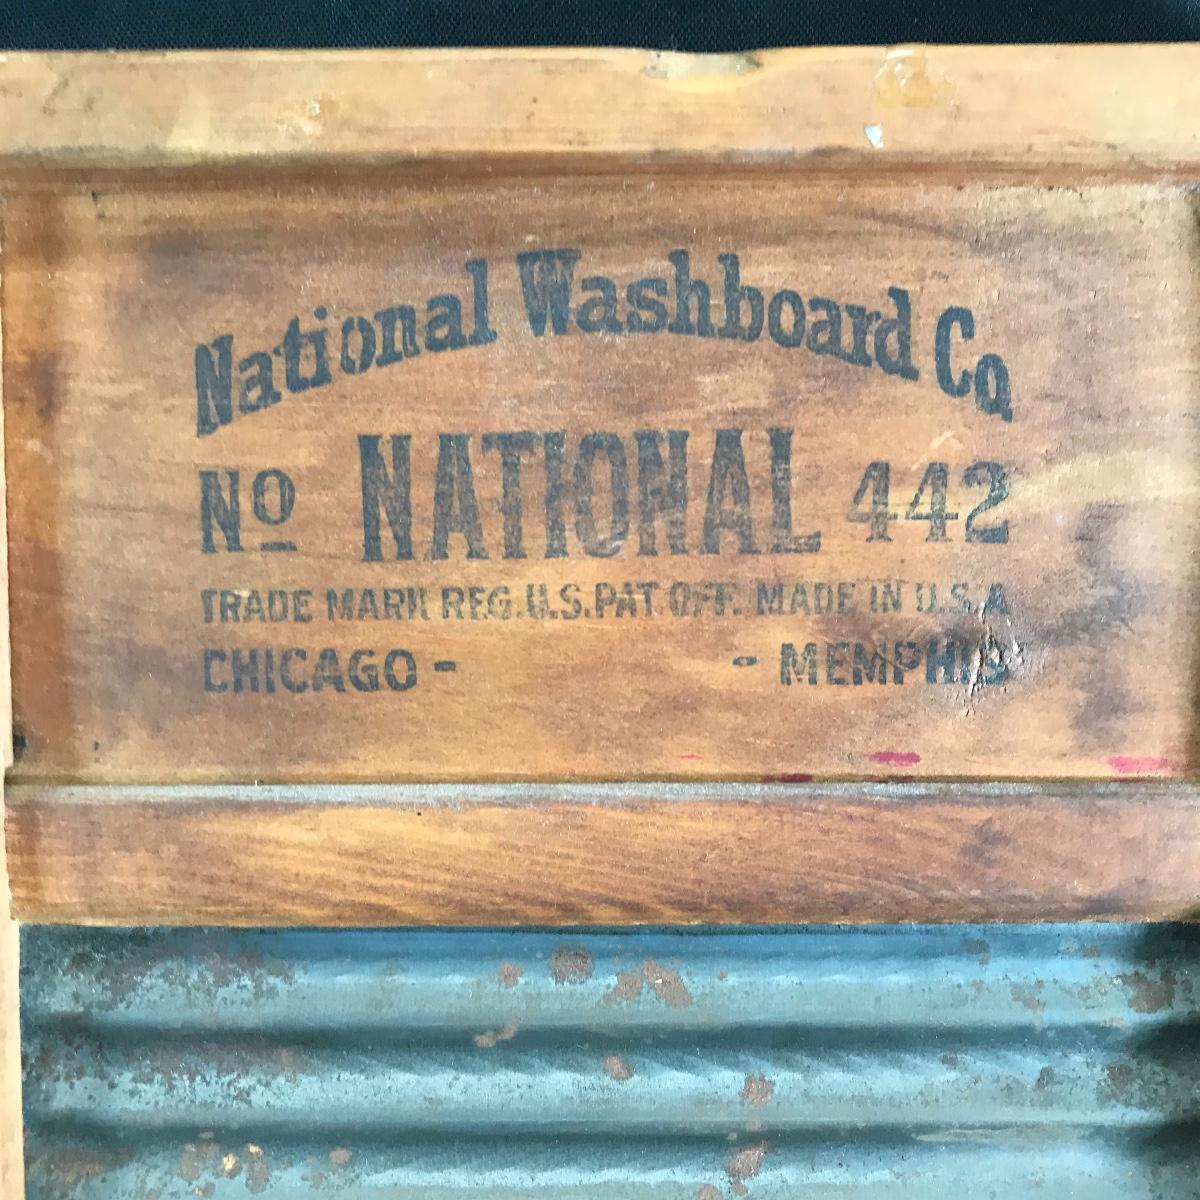 National Washboard Co
No NATIONAL 442
TRADE MARK REG. U.S. PAT. OFF. MADE IN U.S.A
CHICAGO - - MEMPHIS